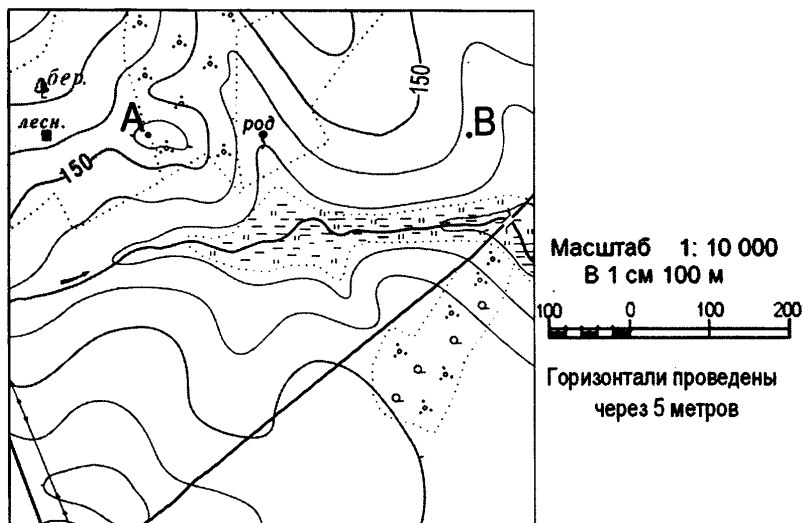 бер.
лесн.
А
род
150
В
150
Масштаб 1: 10 000
В 1 см 100 м
100 0 100 200
Горизонтали проведены
через 5 метров